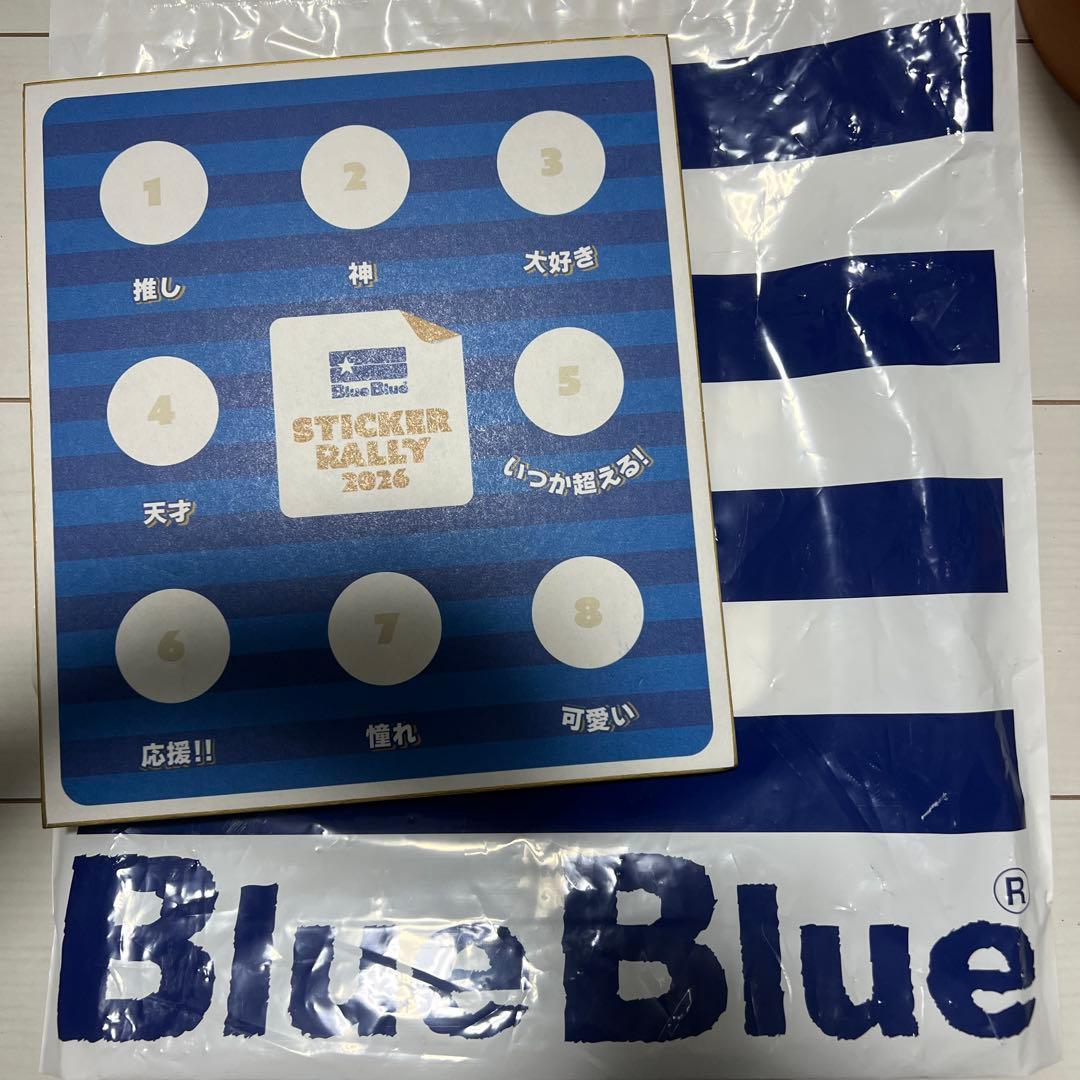 1
2
3
推し
神
大好き
BlueBlue
STICKER
RALLY
2026
4
5
天才
いつか超える!
6
7
8
応援!!
憧れ
可愛い
BlueBlue®